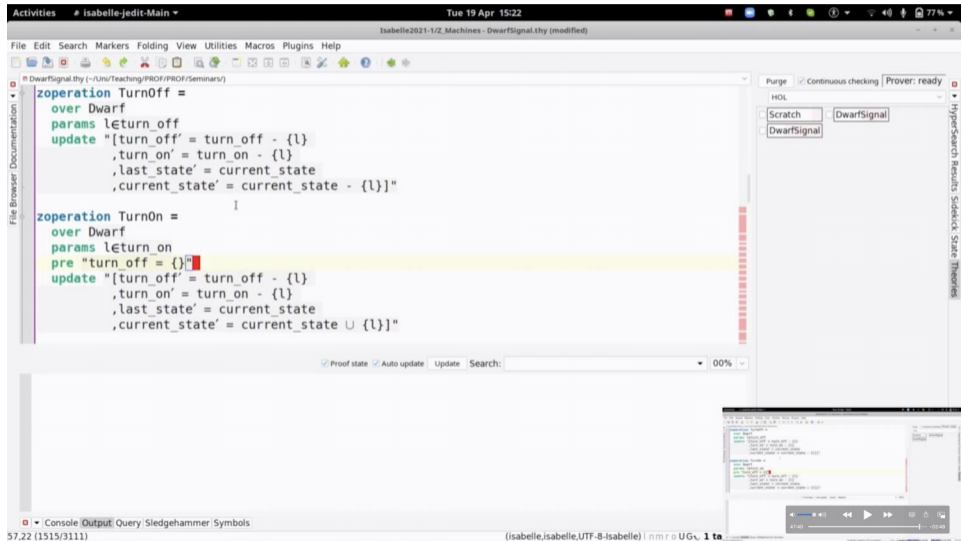 Activities
isabelle-jedit-Main ▾
Tue 19 Apr 15:22
77 %
Isabelle2021-1/Z_Machines - DwarfSignal.thy (modified)
File Edit Search Markers Folding View Utilities Macros Plugins Help
DwarfSignal.thy (~/Uni/Teaching/PROF/PROF/Seminars/)
zoperation TurnOff =
over Dwarf
params l∈turn_off
update "[turn_off′ = turn_off - {l}
,turn_on′ = turn_on - {l}
,last_state′ = current_state
,current_state′ = current_state - {l}]"
zoperation TurnOn =
over Dwarf
params l∈turn_on
pre "turn_off = {}"
update "[turn_off′ = turn_off - {l}
,turn_on′ = turn_on - {l}
,last_state′ = current_state
,current_state′ = current_state ∪ {l}]"
File Browser Documentation
Purge Continuous checking Prover: ready
HOL
Scratch DwarfSignal
DwarfSignal
HyperSearch Results Sidekick State Theories
Proof state Auto update Update Search: 00%
Console Output Query Sledgehammer Symbols
57,22 (1515/3111)
(isabelle,isabelle,UTF-8-Isabelle)